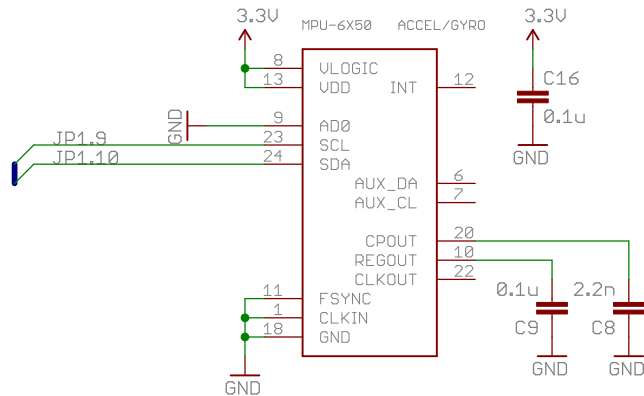 3.3V
MPU-6X50 ACCEL/GYRO
3.3V
8 VLOGIC
13 VDD
INT 12
C16
0.1u
GND
GND
9 AD0
JP1.9 23 SCL
JP1.10 24 SDA
AUX_DA 6
AUX_CL 7
CPOUT 20
REGOUT 10
CLKOUT 22
0.1u 2.2n
11 FSYNC
1 CLKIN
18 GND
C9 C8
GND GND
GND